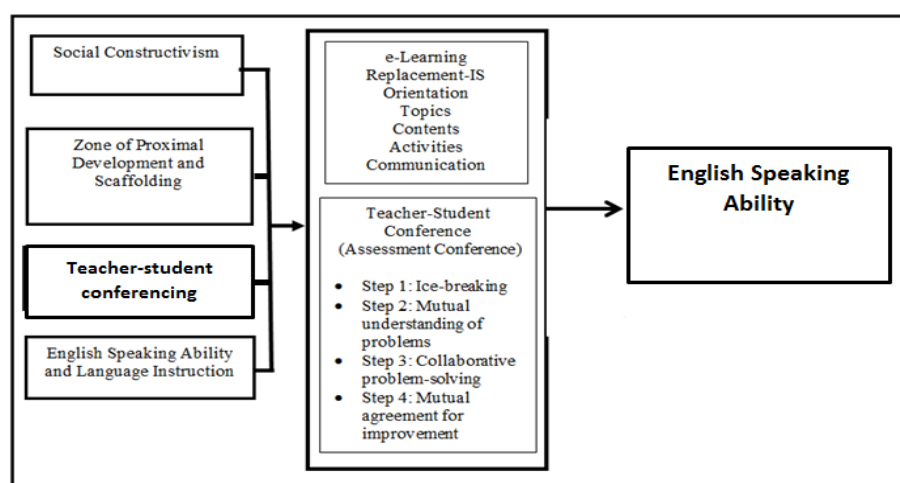 Social Constructivism
Zone of Proximal
Development and
Scaffolding
Teacher-student
conferencing
English Speaking Ability
and Language Instruction
e-Learning
Replacement-IS
Orientation
Topics
Contents
Activities
Communication
Teacher-Student
Conference
(Assessment Conference)
• Step 1: Ice-breaking
• Step 2: Mutual
understanding of
problems
• Step 3: Collaborative
problem-solving
• Step 4: Mutual
agreement for
improvement
English Speaking
Ability